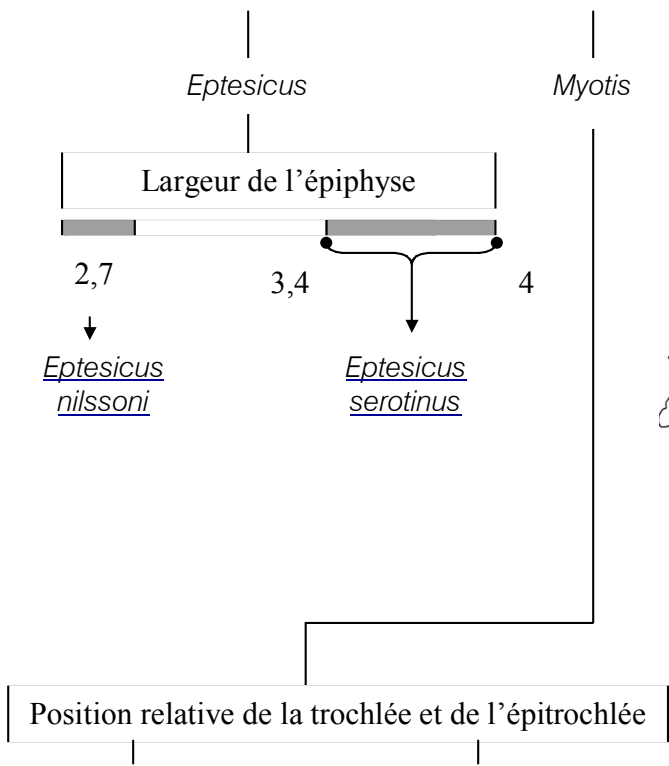 Eptesicus
Myotis
Largeur de l’épiphyse
2,7
3,4
4
Eptesicus
nilssoni
Eptesicus
serotinus
Position relative de la trochlée et de l’épitrochlée